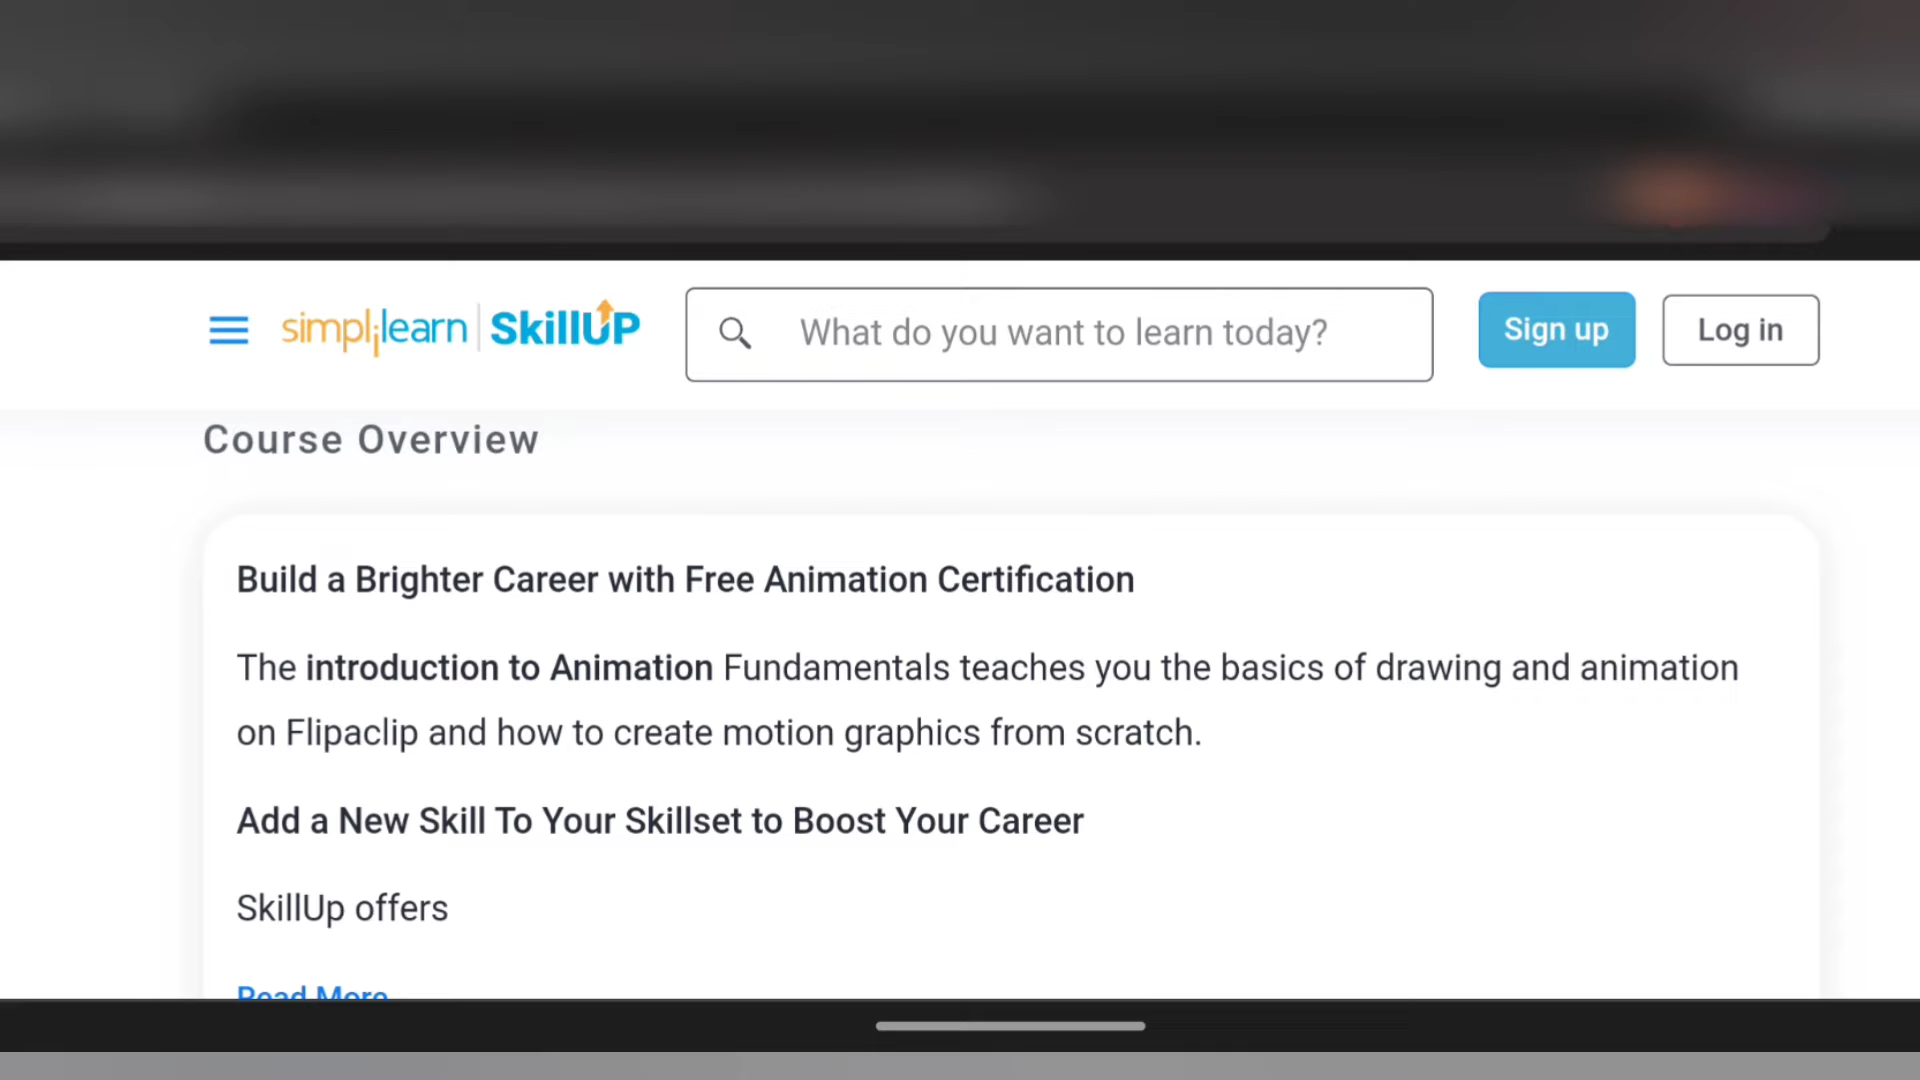 simplilearn | SkillUP
What do you want to learn today?
Sign up
Log in
Course Overview
Build a Brighter Career with Free Animation Certification
The introduction to Animation Fundamentals teaches you the basics of drawing and animation
on Flipaclip and how to create motion graphics from scratch.
Add a New Skill To Your Skillset to Boost Your Career
SkillUp offers
Read More